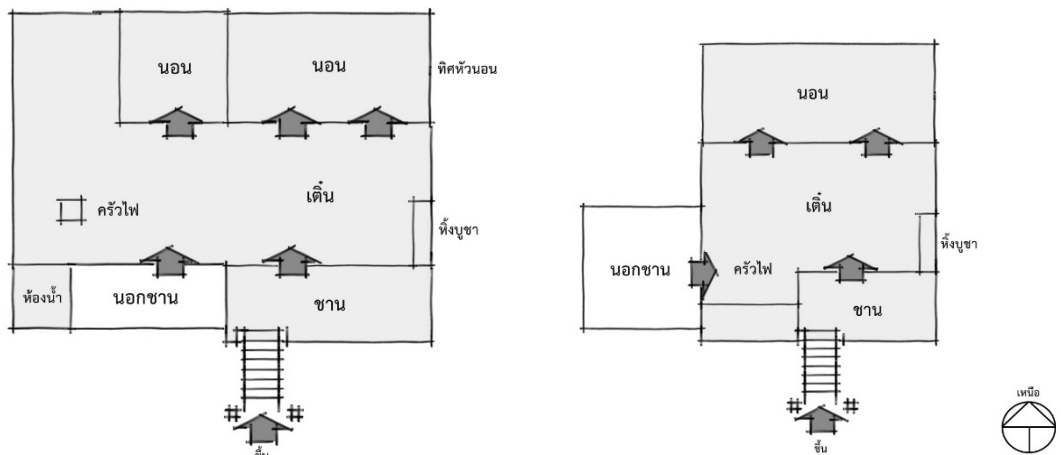 นอน
นอน
ทิศหัวนอน
เติ๋น
ครัวไฟ
หิ้งบูชา
ห้องน้ำ
นอกชาน
ชาน
ขึ้น
นอน
เติ๋น
หิ้งบูชา
นอกชาน
ครัวไฟ
ชาน
ขึ้น
เหนือ